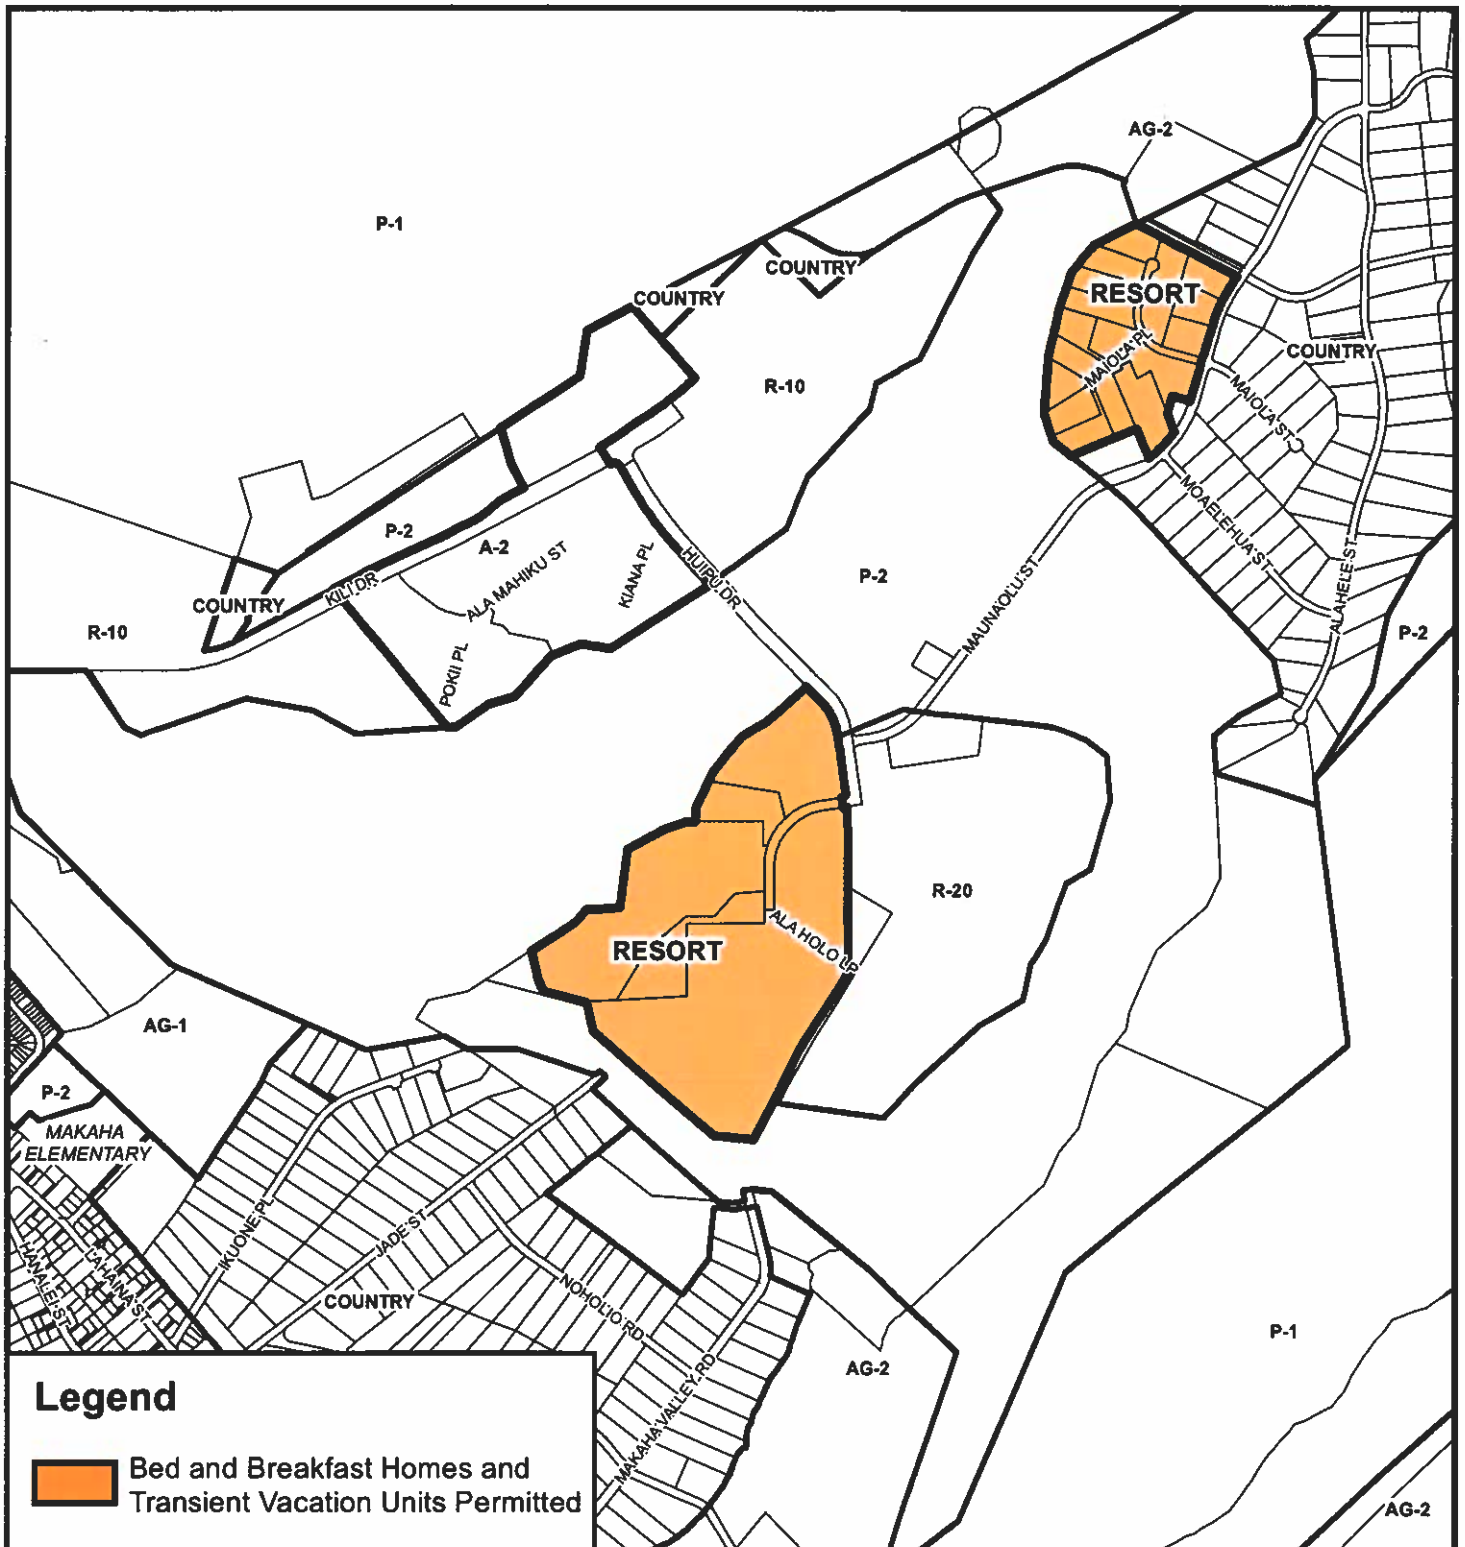 AG-2
P-1
COUNTRY
COUNTRY
RESORT
COUNTRY
MAIOLA PL
R-10
MAIOLA ST
MOAELEHUA ST
P-2
A-2
ALA MAHIKU ST
KIANA PL
HUIPU DR
P-2
MAUNAOLU ST
ALAHELE ST
KILI DR
COUNTRY
R-10
P-2
POKII PL
R-20
ALA HOLO LP
RESORT
AG-1
P-2
MAKAHA
ELEMENTARY
IKUONE PL
JADE ST
HANALEI ST
LAHAINA ST
COUNTRY
NOHOLIO RD
P-1
AG-2
MAKAHA VALLEY RD
AG-2
Legend
Bed and Breakfast Homes and
Transient Vacation Units Permitted